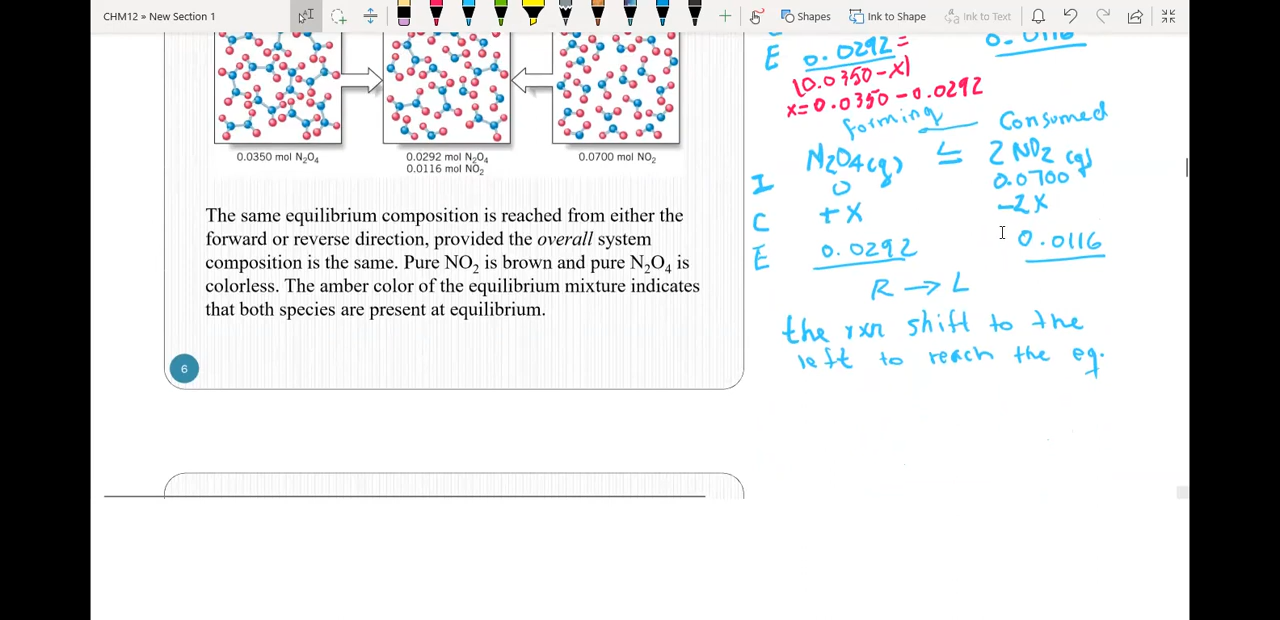 CHM12 » New Section 1
Shapes
Ink to Shape
Ink to Text
0.0350 mol N₂O₄
0.0292 mol N₂O₄
0.0116 mol NO₂
0.0700 mol NO₂
The same equilibrium composition is reached from either the
forward or reverse direction, provided the overall system
composition is the same. Pure NO₂ is brown and pure N₂O₄ is
colorless. The amber color of the equilibrium mixture indicates
that both species are present at equilibrium.
6
E 0.0292 = 0.0116
(0.0350-x)
x=0.0350-0.0292
forming Consumed
N₂O₄(g) ⇆ 2NO₂(g)
I 0 0.0700
C +x -2x
E 0.0292 0.0116
R → L
the rxn shift to the
left to reach the eq.